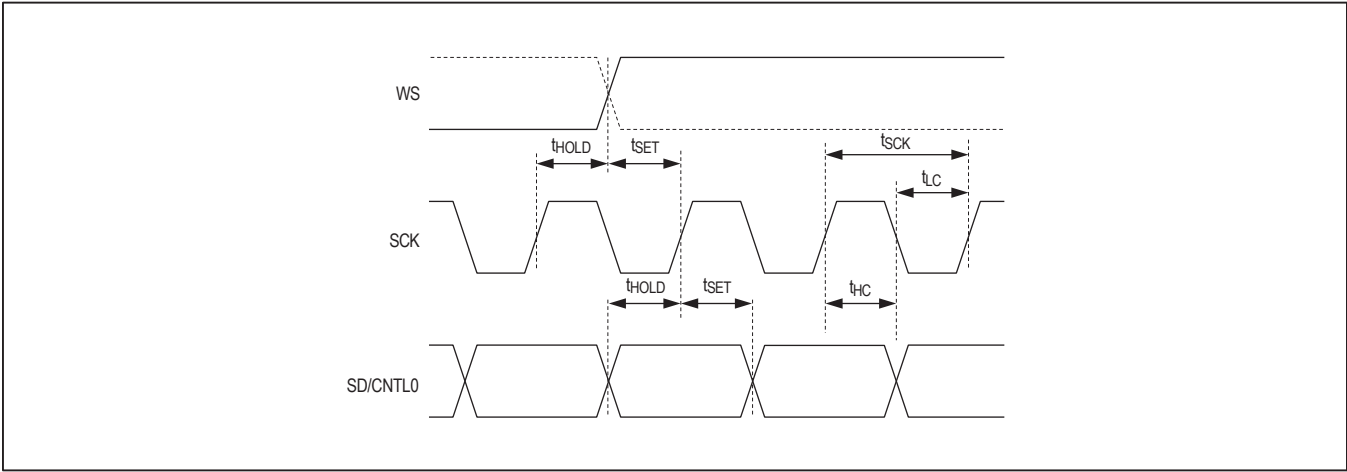 WS
tHOLD tSET
tSCK
tLC
SCK
tHOLD tSET
tHC
SD/CNTL0